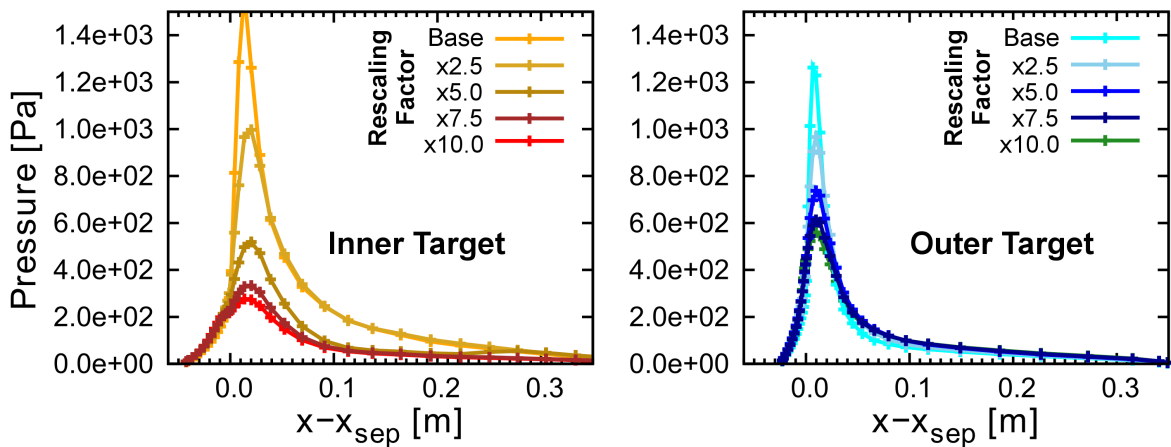 Pressure [Pa]
1.4e+03
1.2e+03
1.0e+03
8.0e+02
6.0e+02
4.0e+02
2.0e+02
0.0e+00
Rescaling
Factor
Base
x2.5
x5.0
x7.5
x10.0
Inner Target
0.0
0.1
0.2
0.3
x−xsep [m]
1.4e+03
1.2e+03
1.0e+03
8.0e+02
6.0e+02
4.0e+02
2.0e+02
0.0e+00
Rescaling
Factor
Base
x2.5
x5.0
x7.5
x10.0
Outer Target
0.0
0.1
0.2
0.3
x−xsep [m]